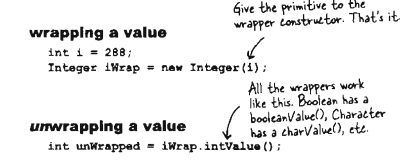 Give the primitive to the
wrapper constructor. That's it.
wrapping a value
int i = 288;
Integer iWrap = new Integer(i);
All the wrappers work
like this. Boolean has a
booleanValue(), Character
has a charValue(), etc.
unwrapping a value
int unWrapped = iWrap.intValue();